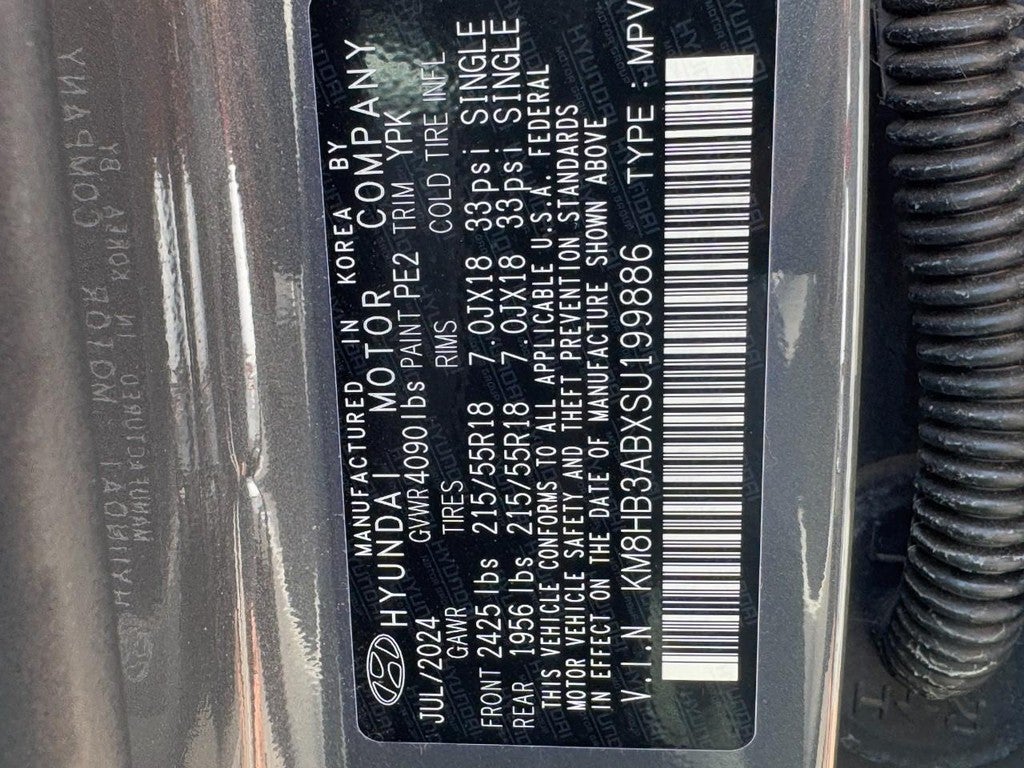 MANUFACTURED IN KOREA BY
HYUNDAI MOTOR COMPANY
JUL/2024 GVWR 4090 lbs PAINT PE2 TRIM YPK
GAWR TIRES RIMS COLD TIRE INFL
FRONT 2425 lbs 215/55R18 7.0JX18 33psi SINGLE
REAR 1956 lbs 215/55R18 7.0JX18 33psi SINGLE
THIS VEHICLE CONFORMS TO ALL APPLICABLE U.S.A. FEDERAL
MOTOR VEHICLE SAFETY AND THEFT PREVENTION STANDARDS
IN EFFECT ON THE DATE OF MANUFACTURE SHOWN ABOVE
V.I.N KM8HB3ABXSU199886 TYPE : MPV